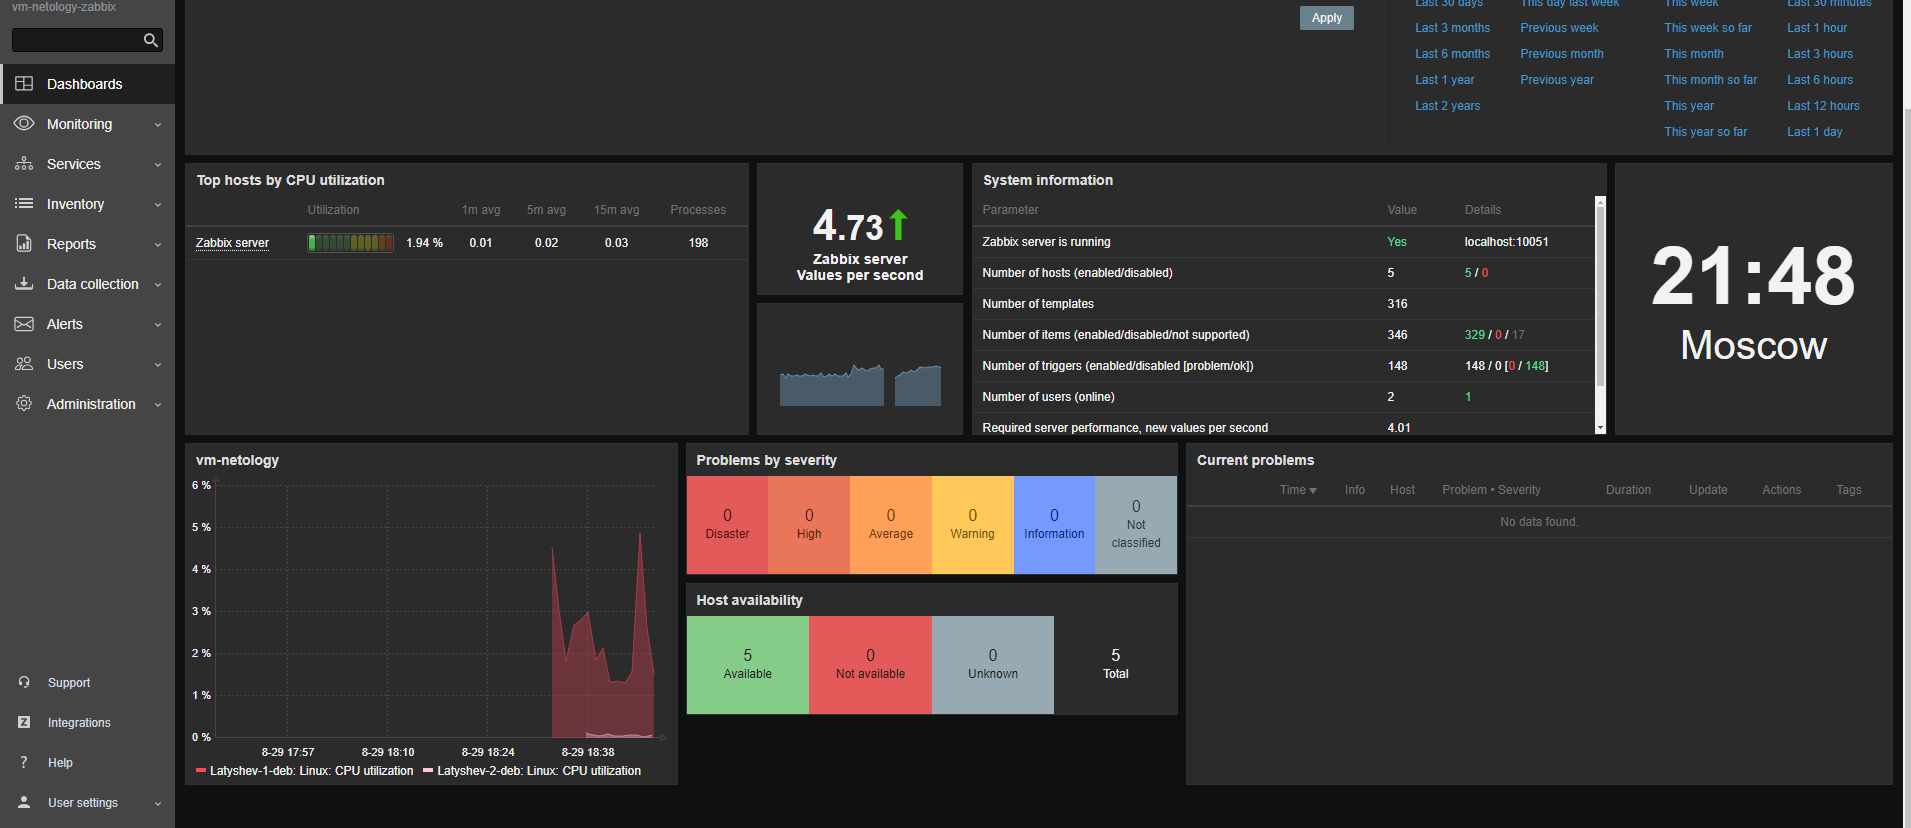 vm-netology-zabbix
Dashboards
Monitoring
Services
Inventory
Reports
Data collection
Alerts
Users
Administration
Support
Integrations
Help
User settings
Apply
Last 30 days This day last week This week Last 30 minutes
Last 3 months Previous week This week so far Last 1 hour
Last 6 months Previous month This month Last 3 hours
Last 1 year Previous year This month so far Last 6 hours
Last 2 years This year Last 12 hours
This year so far Last 1 day
Top hosts by CPU utilization
Utilization 1m avg 5m avg 15m avg Processes
Zabbix server 1.94 % 0.01 0.02 0.03 198
4.73
Zabbix server
Values per second
System information
Parameter Value Details
Zabbix server is running Yes localhost:10051
Number of hosts (enabled/disabled) 5 5 / 0
Number of templates 316
Number of items (enabled/disabled/not supported) 346 329 / 0 / 17
Number of triggers (enabled/disabled [problem/ok]) 148 148 / 0 [0 / 148]
Number of users (online) 2 1
Required server performance, new values per second 4.01
21:48
Moscow
vm-netology
6 %
5 %
4 %
3 %
2 %
1 %
0 %
8-29 17:57 8-29 18:10 8-29 18:24 8-29 18:38
Latyshev-1-deb: Linux: CPU utilization Latyshev-2-deb: Linux: CPU utilization
Problems by severity
0 0 0 0 0 0
Disaster High Average Warning Information Not
classified
Host availability
5 0 0 5
Available Not available Unknown Total
Current problems
Time Info Host Problem • Severity Duration Update Actions Tags
No data found.